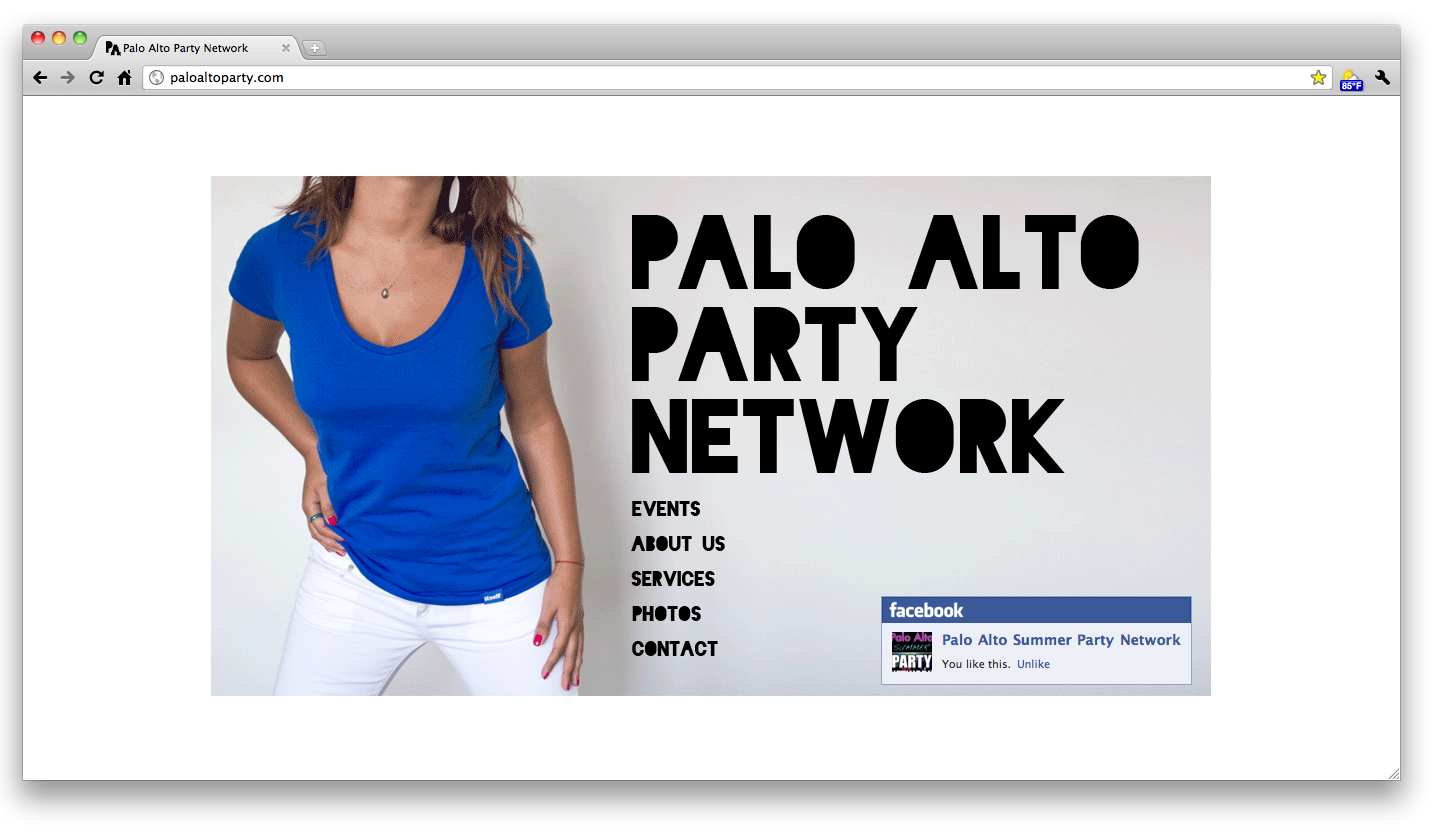 PA Palo Alto Party Network
paloaltoparty.com
85°F
PALO ALTO
PARTY
NETWORK
EVENTS
ABOUT US
SERVICES
PHOTOS
CONTACT
facebook
Palo Alto
SUMMER
PARTY
Palo Alto Summer Party Network
You like this. Unlike